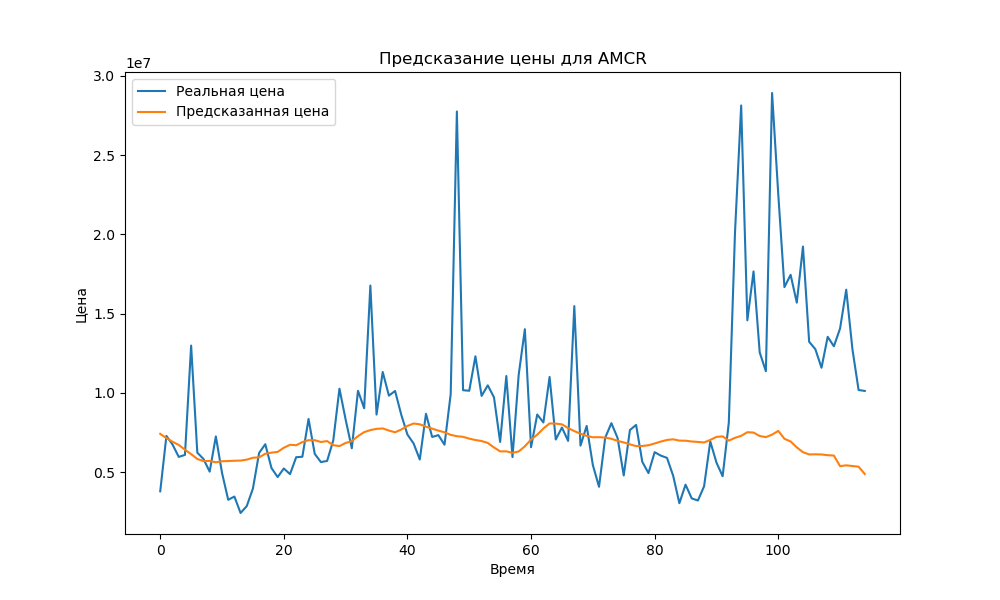 Предсказание цены для AMCR
1e7
3.0
2.5
2.0
1.5
1.0
0.5
Цена
Реальная цена
Предсказанная цена
0
20
40
60
80
100
Время